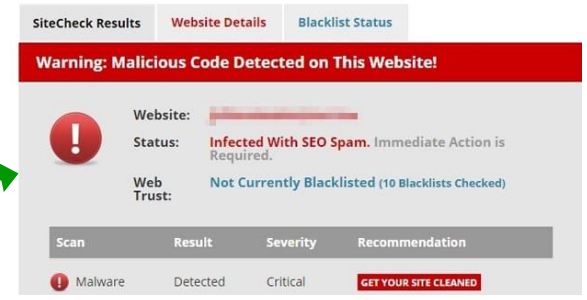 SiteCheck Results Website Details Blacklist Status
Warning: Malicious Code Detected on This Website!
Website:
Status: Infected With SEO Spam. Immediate Action is
Required.
Web Not Currently Blacklisted (10 Blacklists Checked)
Trust:
Scan Result Severity Recommendation
Malware Detected Critical GET YOUR SITE CLEANED